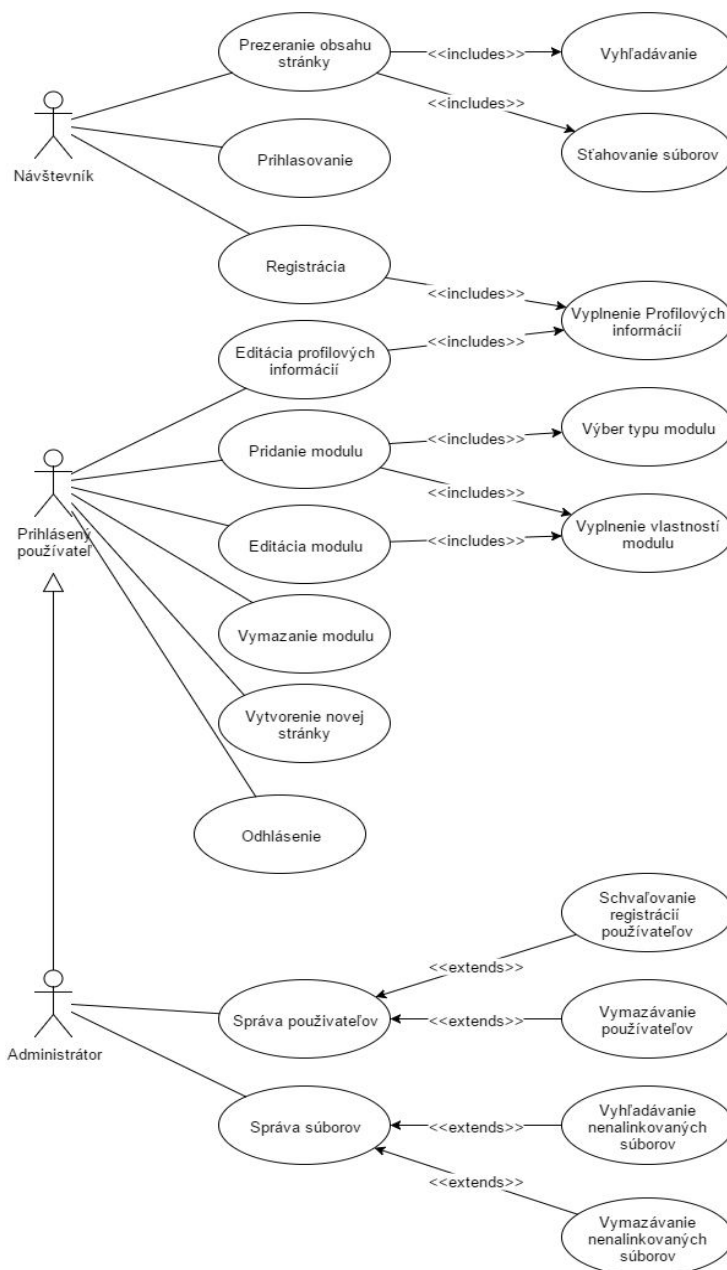 Prezeranie obsahu
stránky
<<includes>>
Vyhľadávanie
<<includes>>
Sťahovanie súborov
Návštevník
Prihlasovanie
Registrácia
<<includes>>
Vyplnenie Profilových
informácií
Editácia profilových
informácií
<<includes>>
Výber typu modulu
Pridanie modulu
<<includes>>
<<includes>>
Prihlásený
používateľ
Vyplnenie vlastností
modulu
Editácia modulu
<<includes>>
Vymazanie modulu
Vytvorenie novej
stránky
Odhlásenie
Schvaľovanie
registrácií
používateľov
<<extends>>
Administrátor
Správa použivateľov
<<extends>>
Vymazávanie
používateľov
Správa súborov
<<extends>>
Vyhľadávanie
nenalinkovaných
súborov
<<extends>>
Vymazávanie
nenalinkovaných
súborov